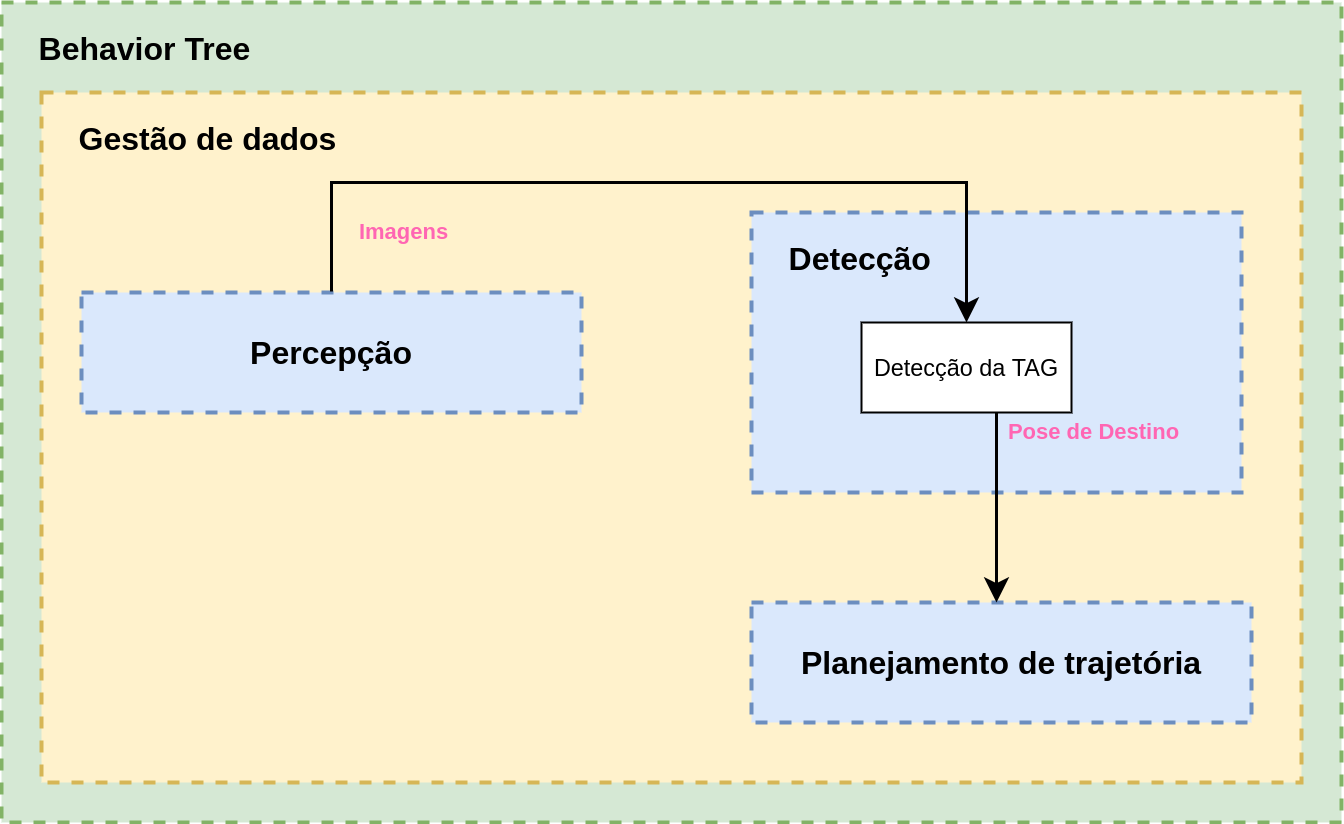 Behavior Tree
Gestão de dados
Imagens
Detecção
Percepção
Detecção da TAG
Pose de Destino
Planejamento de trajetória